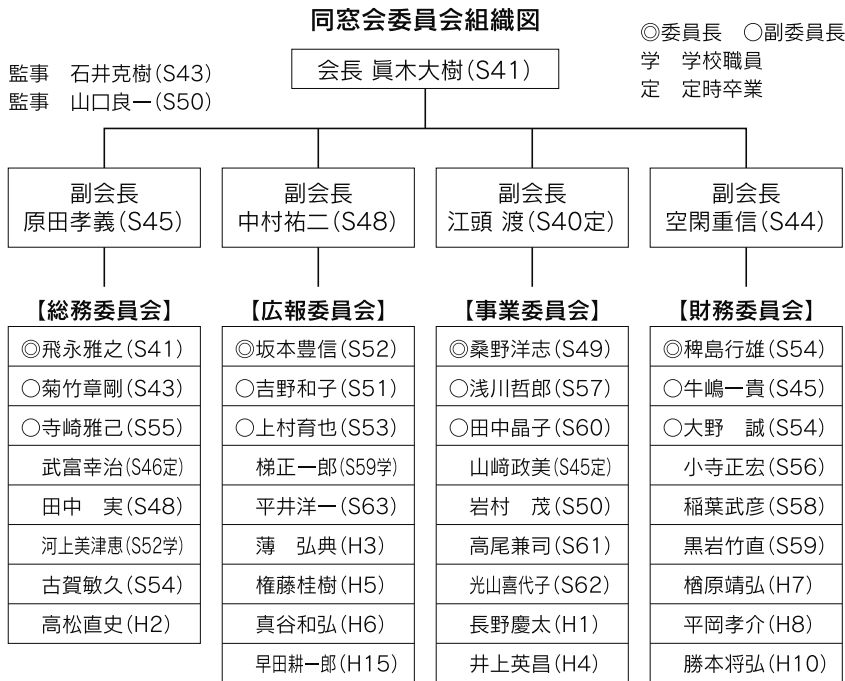 同窓会委員会組織図
◎委員長　○副委員長
学　学校職員
定　定時卒業
監事　石井克樹(S43)
監事　山口良一(S50)
会長 眞木大樹(S41)
副会長
原田孝義(S45)
副会長
中村祐二(S48)
副会長
江頭 渡(S40定)
副会長
空閑重信(S44)
【総務委員会】
◎飛永雅之(S41)
○菊竹章剛(S43)
○寺崎雅己(S55)
武富幸治(S46定)
田中　実(S48)
河上美津恵(S52学)
古賀敏久(S54)
高松直史(H2)
【広報委員会】
◎坂本豊信(S52)
○吉野和子(S51)
○上村育也(S53)
梯正一郎(S59学)
平井洋一(S63)
薄　弘典(H3)
権藤桂樹(H5)
真谷和弘(H6)
早田耕一郎(H15)
【事業委員会】
◎桑野洋志(S49)
○浅川哲郎(S57)
○田中晶子(S60)
山﨑政美(S45定)
岩村　茂(S50)
高尾兼司(S61)
光山喜代子(S62)
長野慶太(H1)
井上英昌(H4)
【財務委員会】
◎稗島行雄(S54)
○牛嶋一貴(S45)
○大野　誠(S54)
小寺正宏(S56)
稲葉武彦(S58)
黒岩竹直(S59)
楢原靖弘(H7)
平岡孝介(H8)
勝本将弘(H10)